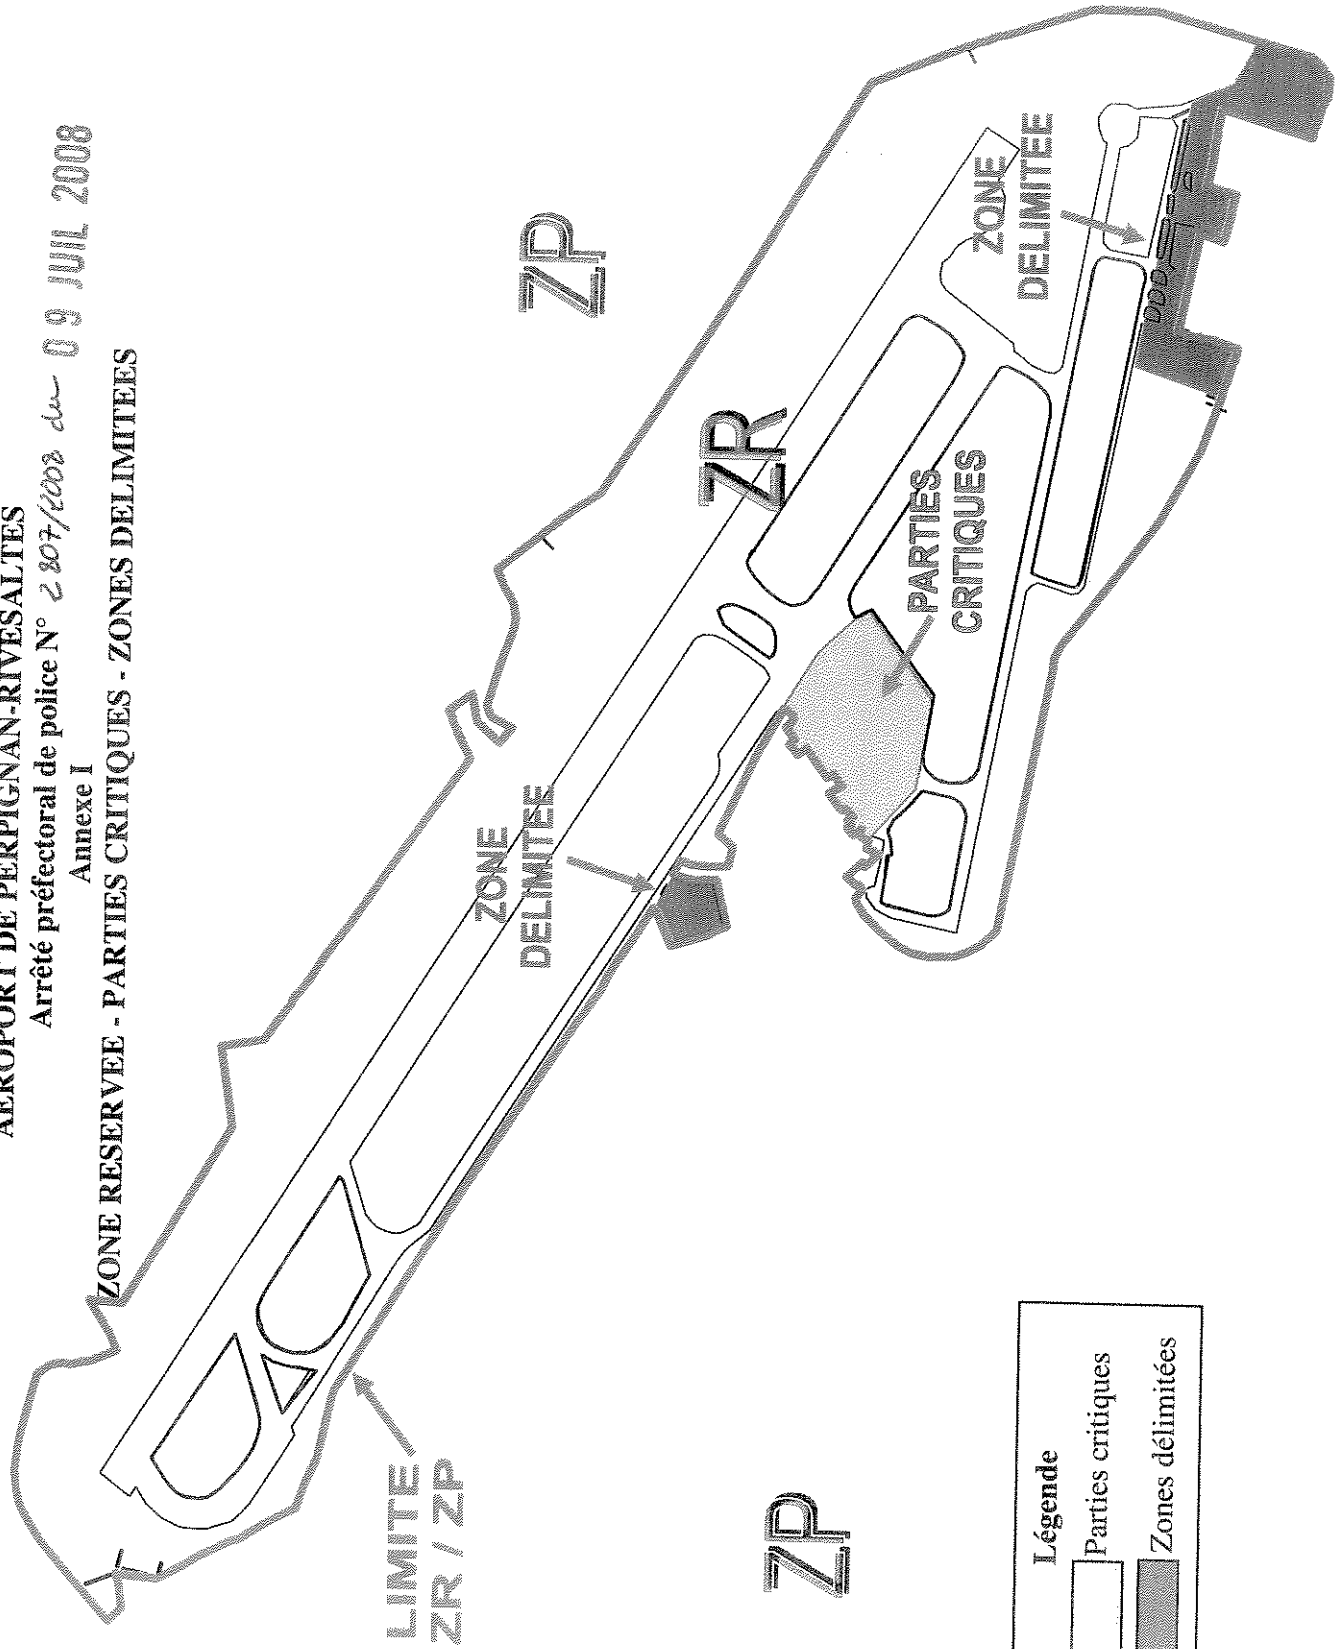 AEROPORT DE PERPIGNAN-RIVESALTES
Arrêté préfectoral de police N° 2807/2008 du 09 JUIL 2008
Annexe I
ZONE RESERVEE - PARTIES CRITIQUES - ZONES DELIMITEES
ZP
ZR
ZONE
DELIMITEE
PARTIES
CRITIQUES
ZONE
DELIMITEE
LIMITE
ZR / ZP
ZP
Légende
Parties critiques
Zones délimitées